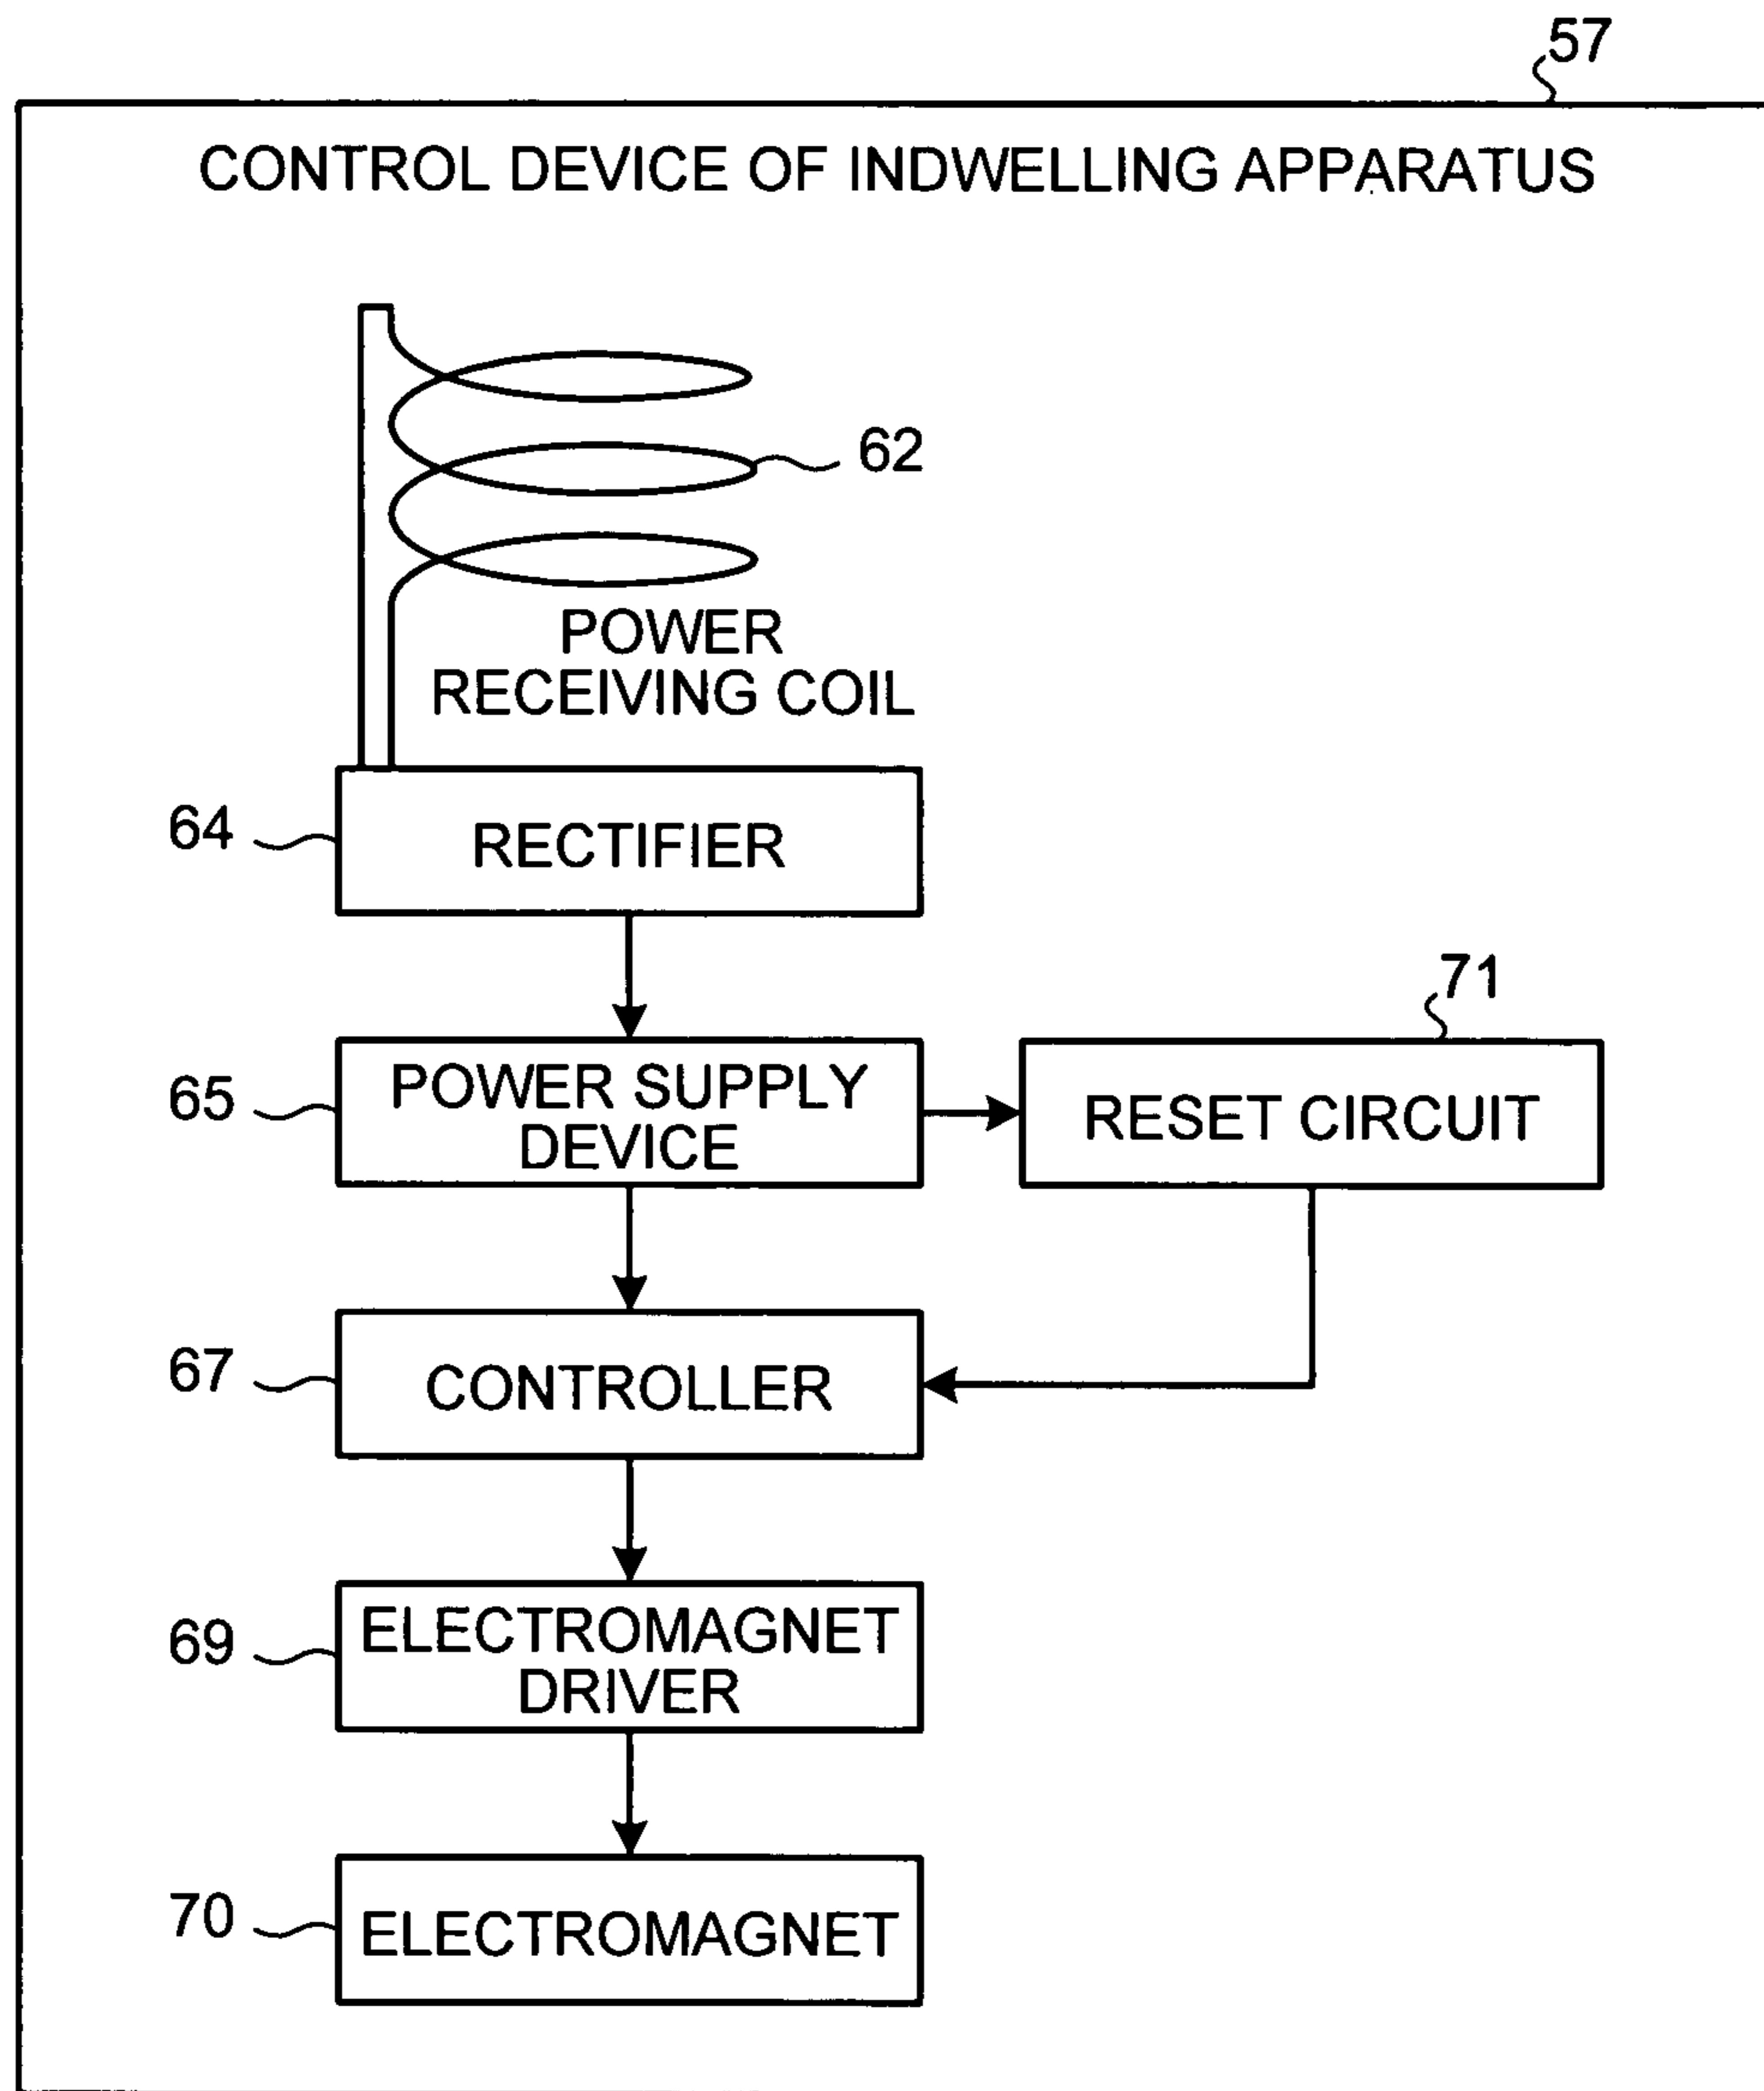 57
CONTROL DEVICE OF INDWELLING APPARATUS
62
POWER
RECEIVING COIL
64
RECTIFIER
71
65
POWER SUPPLY
DEVICE
RESET CIRCUIT
67
CONTROLLER
69
ELECTROMAGNET
DRIVER
70
ELECTROMAGNET